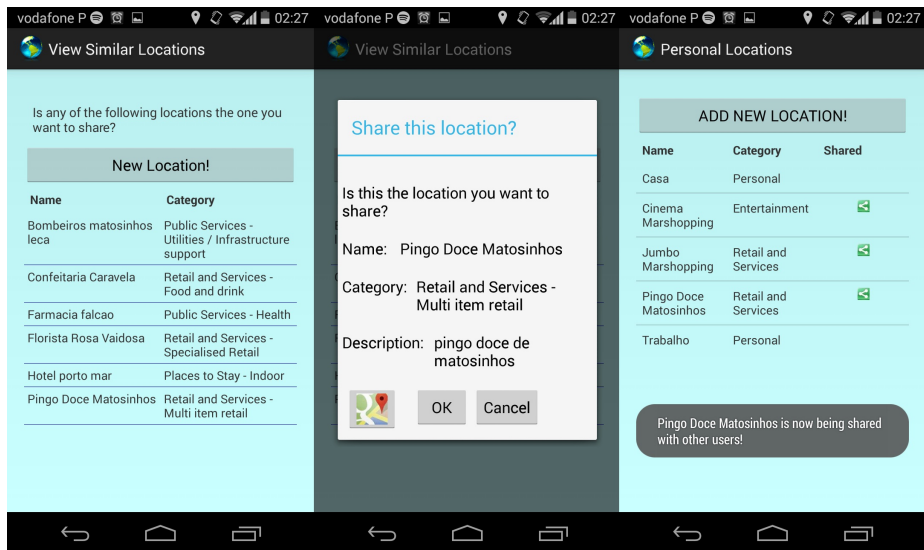 vodafone P 02:27
View Similar Locations
Is any of the following locations the one you
want to share?
New Location!
Name Category
Bombeiros matosinhos Public Services -
leca Utilities / Infrastructure
support
Confeitaria Caravela Retail and Services -
Food and drink
Farmacia falcao Public Services - Health
Florista Rosa Vaidosa Retail and Services -
Specialised Retail
Hotel porto mar Places to Stay - Indoor
Pingo Doce Matosinhos Retail and Services -
Multi item retail
vodafone P 02:27
View Similar Locations
Share this location?
Is this the location you want to
share?
Name: Pingo Doce Matosinhos
Category: Retail and Services -
Multi item retail
Description: pingo doce de
matosinhos
OK Cancel
vodafone P 02:27
Personal Locations
ADD NEW LOCATION!
Name Category Shared
Casa Personal
Cinema Entertainment
Marshopping
Jumbo Retail and
Marshopping Services
Pingo Doce Retail and
Matosinhos Services
Trabalho Personal
Pingo Doce Matosinhos is now being shared
with other users!